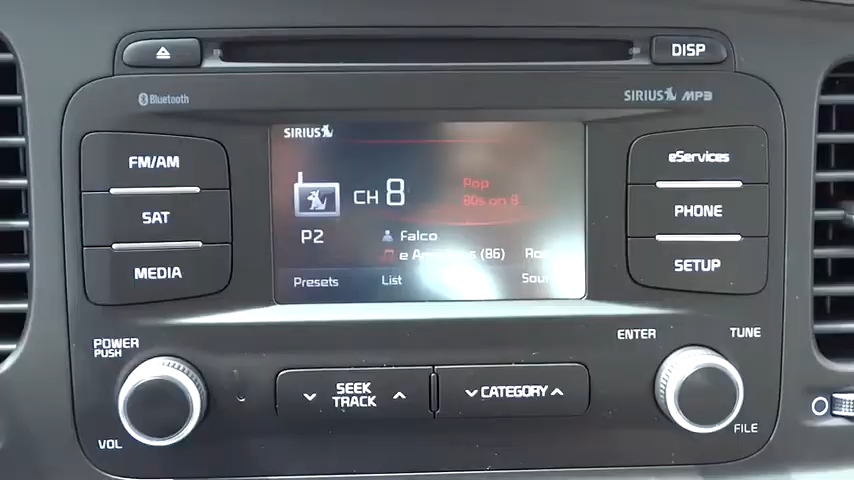 DISP
Bluetooth
SIRIUS MP3
FM/AM
SAT
MEDIA
SIRIUS
CH 8
Pop
80s on 8
P2
Falco
(86)
Presets
List
eServices
PHONE
SETUP
POWER
PUSH
VOL
SEEK
TRACK
CATEGORY
ENTER
TUNE
FILE